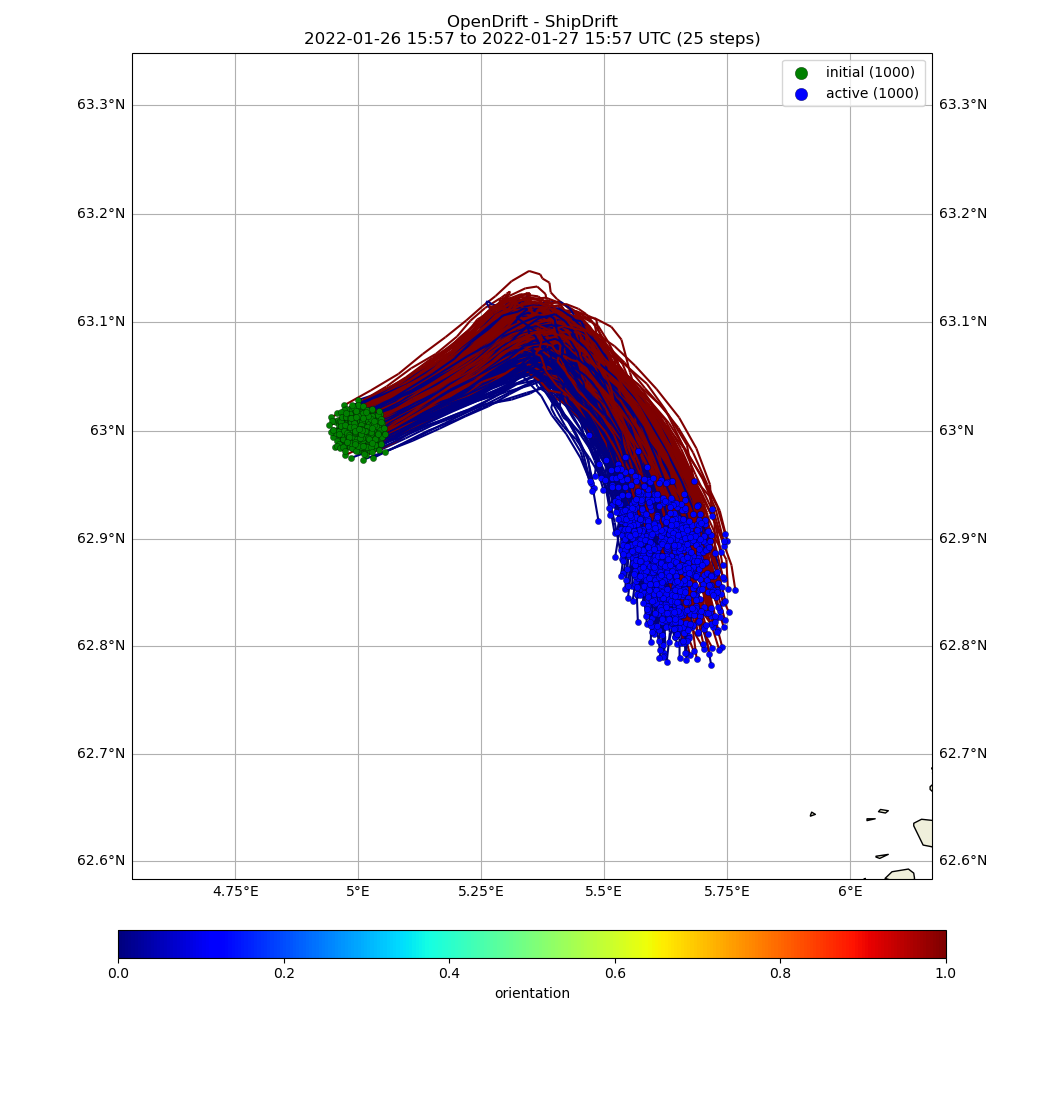 OpenDrift - ShipDrift
2022-01-26 15:57 to 2022-01-27 15:57 UTC (25 steps)
initial (1000)
active (1000)
63.3°N 63.3°N
63.2°N 63.2°N
63.1°N 63.1°N
63°N 63°N
62.9°N 62.9°N
62.8°N 62.8°N
62.7°N 62.7°N
62.6°N 62.6°N
4.75°E 5°E 5.25°E 5.5°E 5.75°E 6°E
0.0 0.2 0.4 0.6 0.8 1.0
orientation